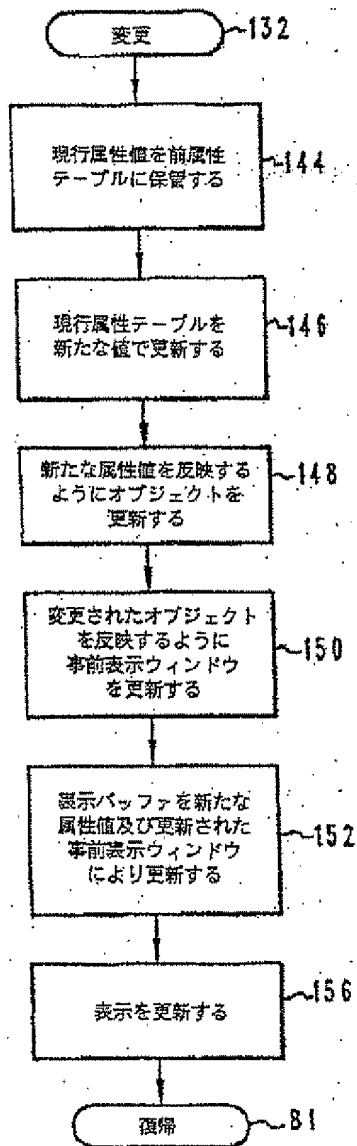 変更
132
現行属性値を前属性
テーブルに保管する
144
現行属性テーブルを
新たな値で更新する
146
新たな属性値を反映する
ようにオブジェクトを
更新する
148
変更されたオブジェクト
を反映するように
事前表示ウィンドウ
を更新する
150
表示バッファを新たな
属性値及び更新された
事前表示ウィンドウ
により更新する
152
表示を更新する
156
復帰
81